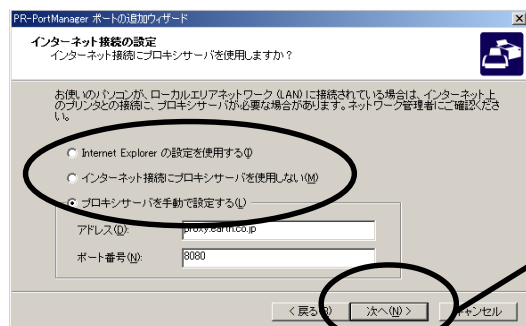 PR-PortManager ポートの追加ウィザード
インターネット接続の設定
インターネット接続にプロキシサーバを使用しますか？
お使いのパソコンが、ローカルエリアネットワーク (LAN) に接続されている場合は、インターネット上
のプリンタとの接続に、プロキシサーバが必要な場合があります。ネットワーク管理者にご確認くださ
い。
Internet Explorer の設定を使用する(I)
インターネット接続にプロキシサーバを使用しない(M)
プロキシサーバを手動で設定する(L)
アドレス(D):
proxy.earth.co.jp
ポート番号(N):
8080
< 戻る(B)
次へ(N) >
キャンセル